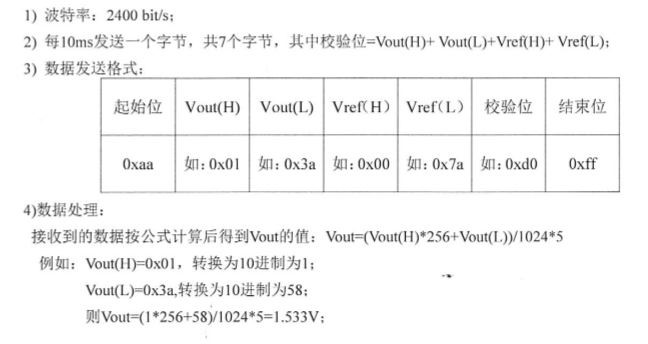 1) 波特率：2400 bit/s；
2) 每10ms发送一个字节，共7个字节，其中校验位=Vout(H)+ Vout(L)+Vref(H)+ Vref(L)；
3) 数据发送格式：
起始位 Vout(H) Vout(L) Vref（H） Vref（L） 校验位 结束位
0xaa 如：0x01 如：0x3a 如：0x00 如：0x7a 如：0xd0 0xff
4)数据处理：
接收到的数据按公式计算后得到Vout的值：Vout=(Vout(H)*256+Vout(L))/1024*5
例如：Vout(H)=0x01，转换为10进制为1；
Vout(L)=0x3a,转换为10进制为58；
则Vout=(1*256+58)/1024*5=1.533V；